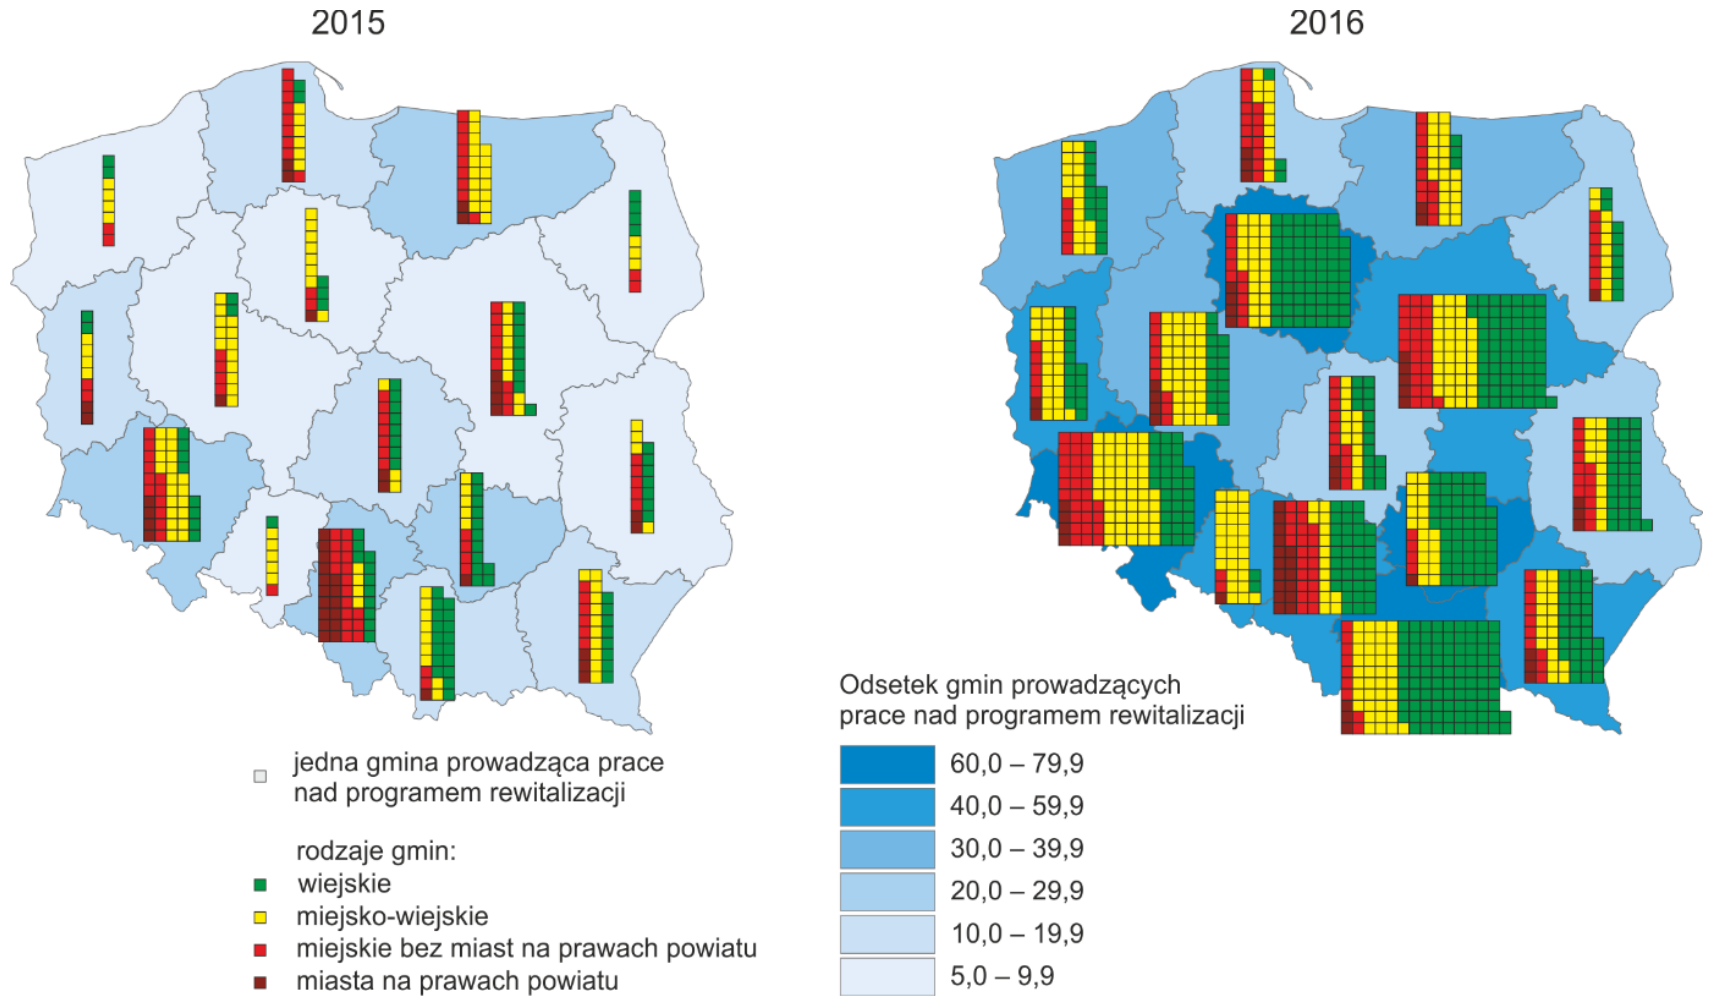 2015
2016
jedna gmina prowadząca prace
nad programem rewitalizacji
rodzaje gmin:
wiejskie
miejsko-wiejskie
miejskie bez miast na prawach powiatu
miasta na prawach powiatu
Odsetek gmin prowadzących
prace nad programem rewitalizacji
60,0 – 79,9
40,0 – 59,9
30,0 – 39,9
20,0 – 29,9
10,0 – 19,9
5,0 – 9,9